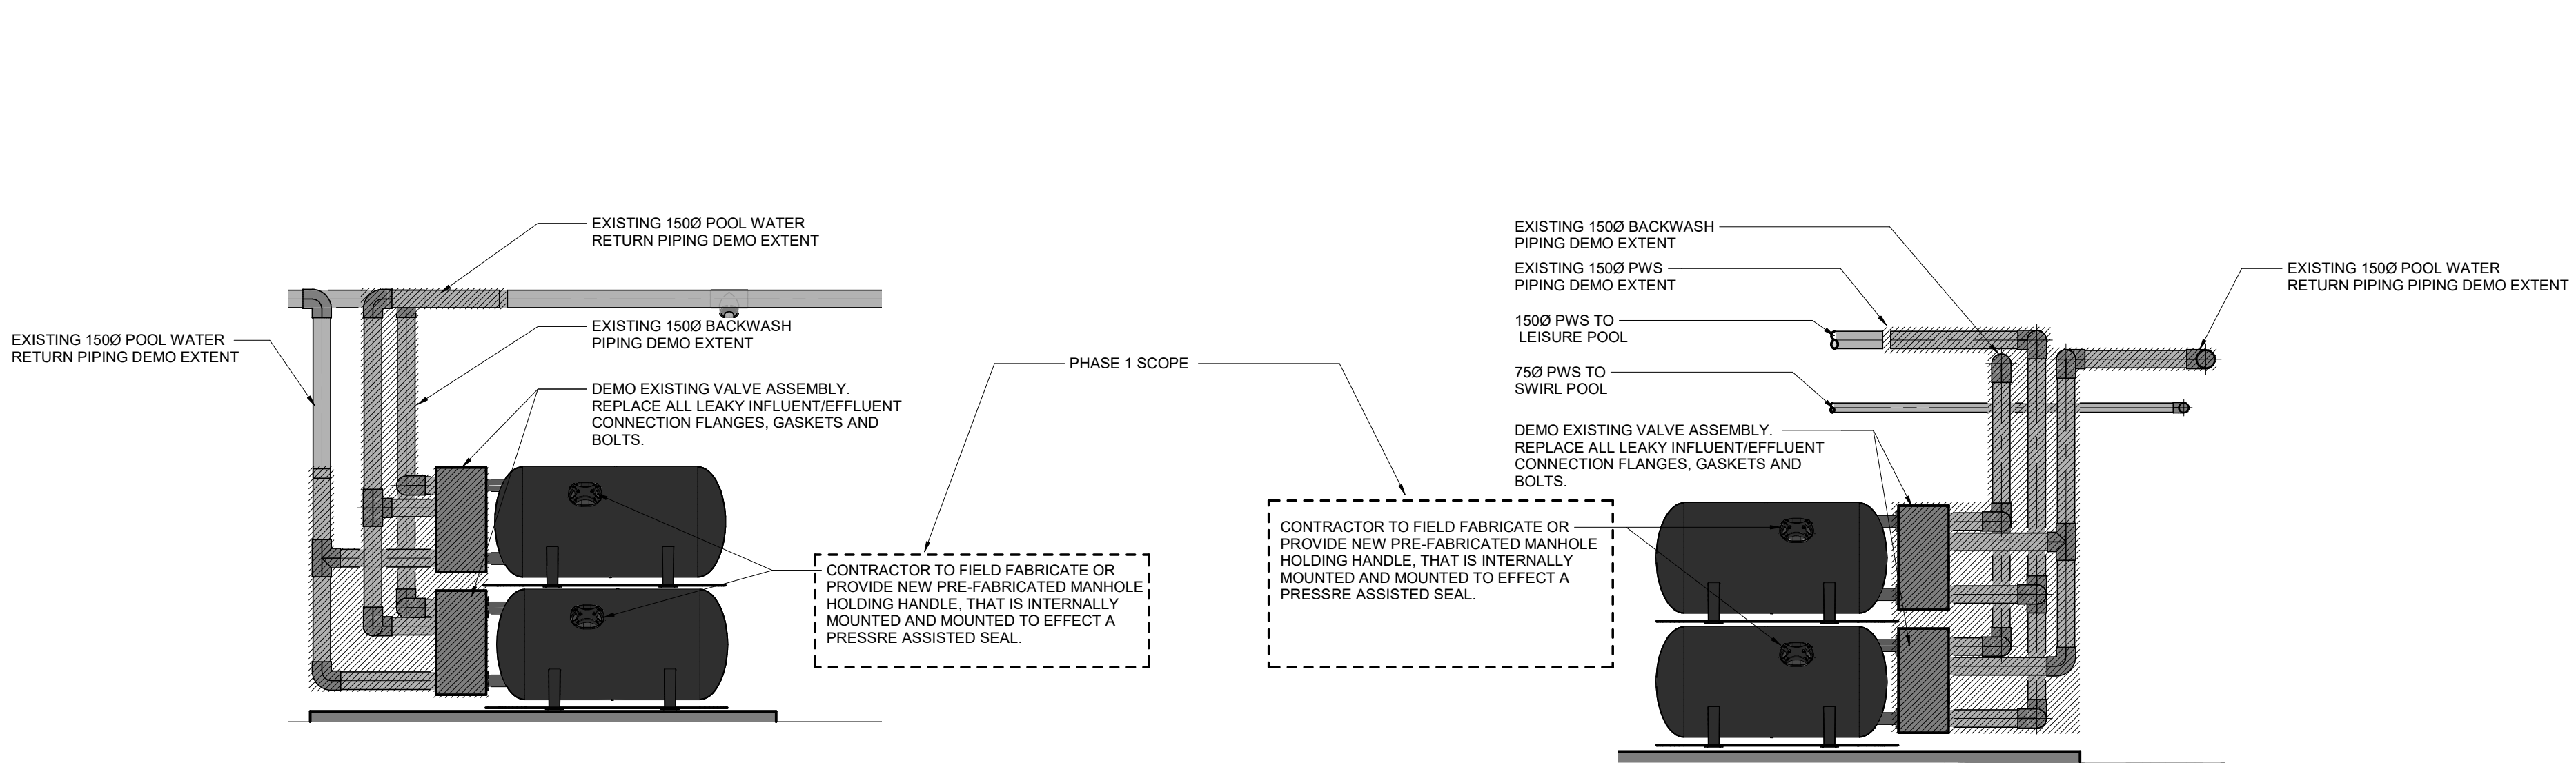 EXISTING 150Ø POOL WATER
RETURN PIPING DEMO EXTENT
EXISTING 150Ø POOL WATER
RETURN PIPING DEMO EXTENT
EXISTING 150Ø BACKWASH
PIPING DEMO EXTENT
DEMO EXISTING VALVE ASSEMBLY.
REPLACE ALL LEAKY INFLUENT/EFFLUENT
CONNECTION FLANGES, GASKETS AND
BOLTS.
CONTRACTOR TO FIELD FABRICATE OR
PROVIDE NEW PRE-FABRICATED MANHOLE
HOLDING HANDLE, THAT IS INTERNALLY
MOUNTED AND MOUNTED TO EFFECT A
PRESSRE ASSISTED SEAL.
PHASE 1 SCOPE
EXISTING 150Ø BACKWASH
PIPING DEMO EXTENT
EXISTING 150Ø PWS
PIPING DEMO EXTENT
150Ø PWS TO
LEISURE POOL
75Ø PWS TO
SWIRL POOL
DEMO EXISTING VALVE ASSEMBLY.
REPLACE ALL LEAKY INFLUENT/EFFLUENT
CONNECTION FLANGES, GASKETS AND
BOLTS.
CONTRACTOR TO FIELD FABRICATE OR
PROVIDE NEW PRE-FABRICATED MANHOLE
HOLDING HANDLE, THAT IS INTERNALLY
MOUNTED AND MOUNTED TO EFFECT A
PRESSRE ASSISTED SEAL.
EXISTING 150Ø POOL WATER
RETURN PIPING PIPING DEMO EXTENT